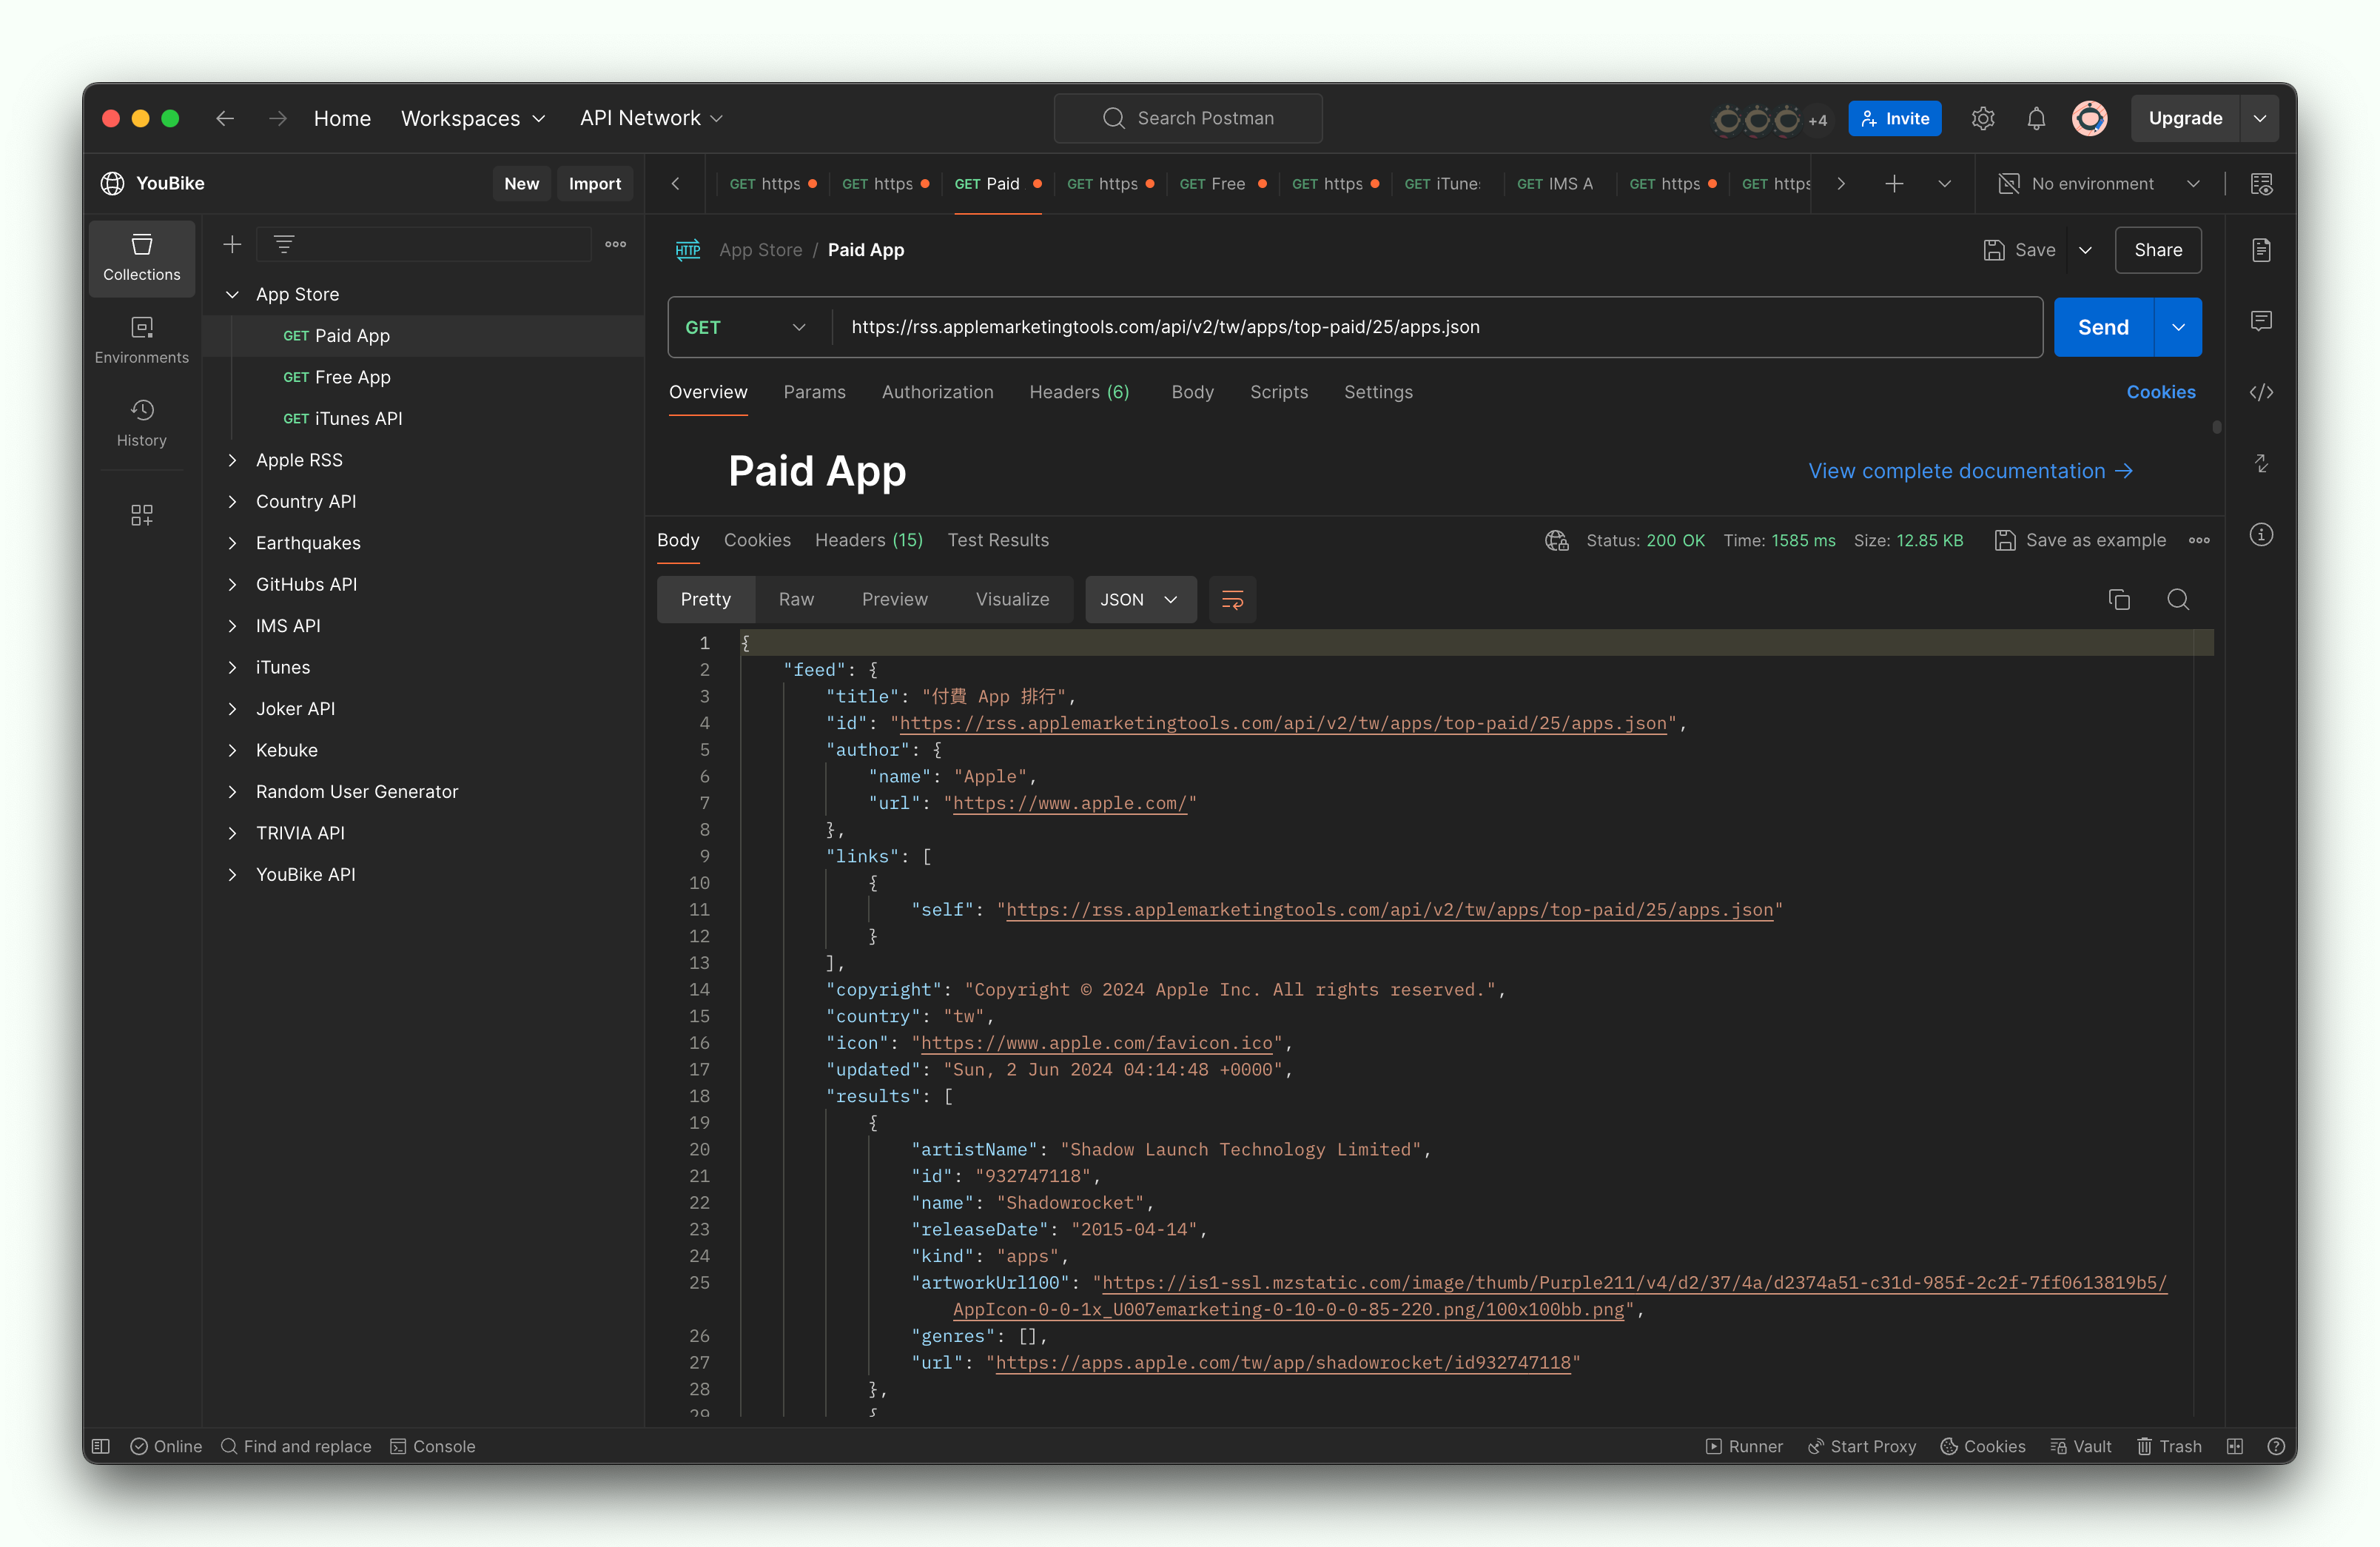 Home Workspaces API Network Search Postman +4 Invite Upgrade
YouBike New Import
GET https GET https GET Paid GET https GET Free GET https GET iTune GET IMS A GET https GET https No environment
Collections
Environments
History
App Store
GET Paid App
GET Free App
GET iTunes API
Apple RSS
Country API
Earthquakes
GitHubs API
IMS API
iTunes
Joker API
Kebuke
Random User Generator
TRIVIA API
YouBike API
HTTP App Store / Paid App Save Share
GET https://rss.applemarketingtools.com/api/v2/tw/apps/top-paid/25/apps.json Send
Overview Params Authorization Headers (6) Body Scripts Settings Cookies
Paid App View complete documentation →
Body Cookies Headers (15) Test Results Status: 200 OK Time: 1585 ms Size: 12.85 KB Save as example
Pretty Raw Preview Visualize JSON
1 {
2 "feed": {
3 "title": "付費 App 排行",
4 "id": "https://rss.applemarketingtools.com/api/v2/tw/apps/top-paid/25/apps.json",
5 "author": {
6 "name": "Apple",
7 "url": "https://www.apple.com/"
8 },
9 "links": [
10 {
11 "self": "https://rss.applemarketingtools.com/api/v2/tw/apps/top-paid/25/apps.json"
12 }
13 ],
14 "copyright": "Copyright © 2024 Apple Inc. All rights reserved.",
15 "country": "tw",
16 "icon": "https://www.apple.com/favicon.ico",
17 "updated": "Sun, 2 Jun 2024 04:14:48 +0000",
18 "results": [
19 {
20 "artistName": "Shadow Launch Technology Limited",
21 "id": "932747118",
22 "name": "Shadowrocket",
23 "releaseDate": "2015-04-14",
24 "kind": "apps",
25 "artworkUrl100": "https://is1-ssl.mzstatic.com/image/thumb/Purple211/v4/d2/37/4a/d2374a51-c31d-985f-2c2f-7ff0613819b5/
AppIcon-0-0-1x_U007emarketing-0-10-0-0-85-220.png/100x100bb.png",
26 "genres": [],
27 "url": "https://apps.apple.com/tw/app/shadowrocket/id932747118"
28 },
29 {
Online Find and replace Console Runner Start Proxy Cookies Vault Trash